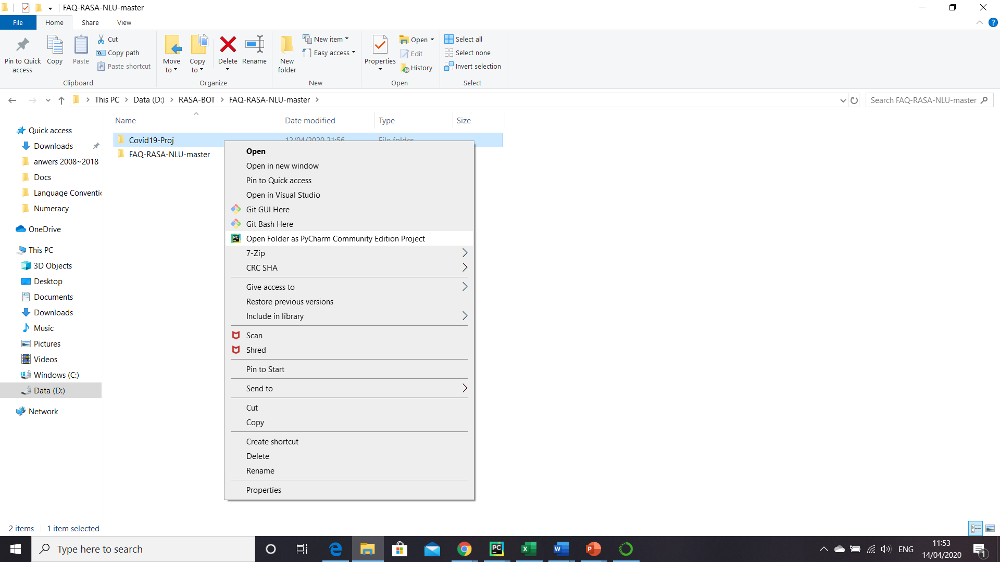 FAQ-RASA-NLU-master
File Home Share View
Pin to Quick access
Copy
Paste
Cut
Copy path
Paste shortcut
Clipboard
Move to
Copy to
Delete
Rename
Organize
New folder
New item
Easy access
New
Properties
Open
Edit
History
Open
Select all
Select none
Invert selection
Select
This PC Data (D:) RASA-BOT FAQ-RASA-NLU-master
Search FAQ-RASA-NLU-master
Name Date modified Type Size
Quick access
Downloads
anwers 2008~2018
Docs
Language Conventic
Numeracy
OneDrive
This PC
3D Objects
Desktop
Documents
Downloads
Music
Pictures
Videos
Windows (C:)
Data (D:)
Network
Covid19-Proj 12/04/2020 21:56 File folder
FAQ-RASA-NLU-master
Open
Open in new window
Pin to Quick access
Open in Visual Studio
Git GUI Here
Git Bash Here
Open Folder as PyCharm Community Edition Project
7-Zip
CRC SHA
Give access to
Restore previous versions
Include in library
Scan
Shred
Pin to Start
Send to
Cut
Copy
Create shortcut
Delete
Rename
Properties
2 items 1 item selected
Type here to search
ENG
11:53
14/04/2020
1